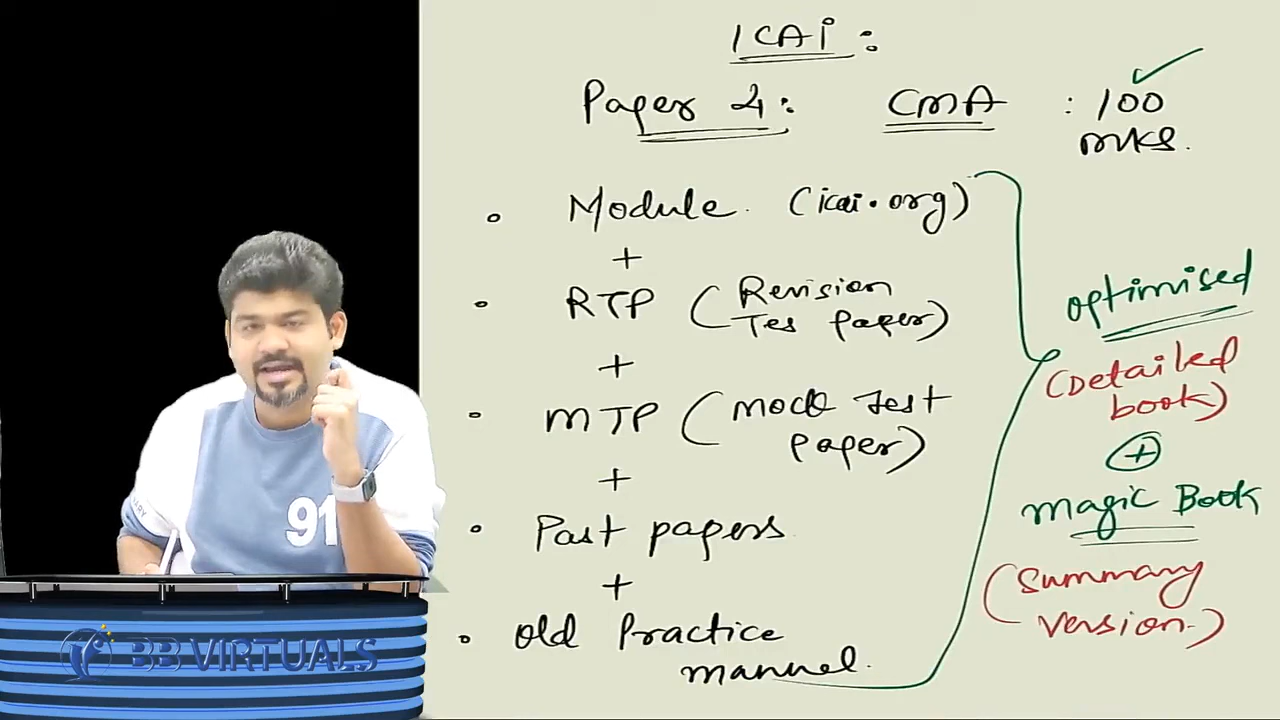 ICAI :
Paper 4 : CMA : 100
mks.
• Module. (icai.org)
+
• RTP (Revision
Tes paper)
+
• MTP (Mock Test
paper)
+
• Past papers
+
• Old Practice
manuel.
optimised
(Detailed
book)
+
Magic Book
(Summary
version)
91
BB VIRTUALS